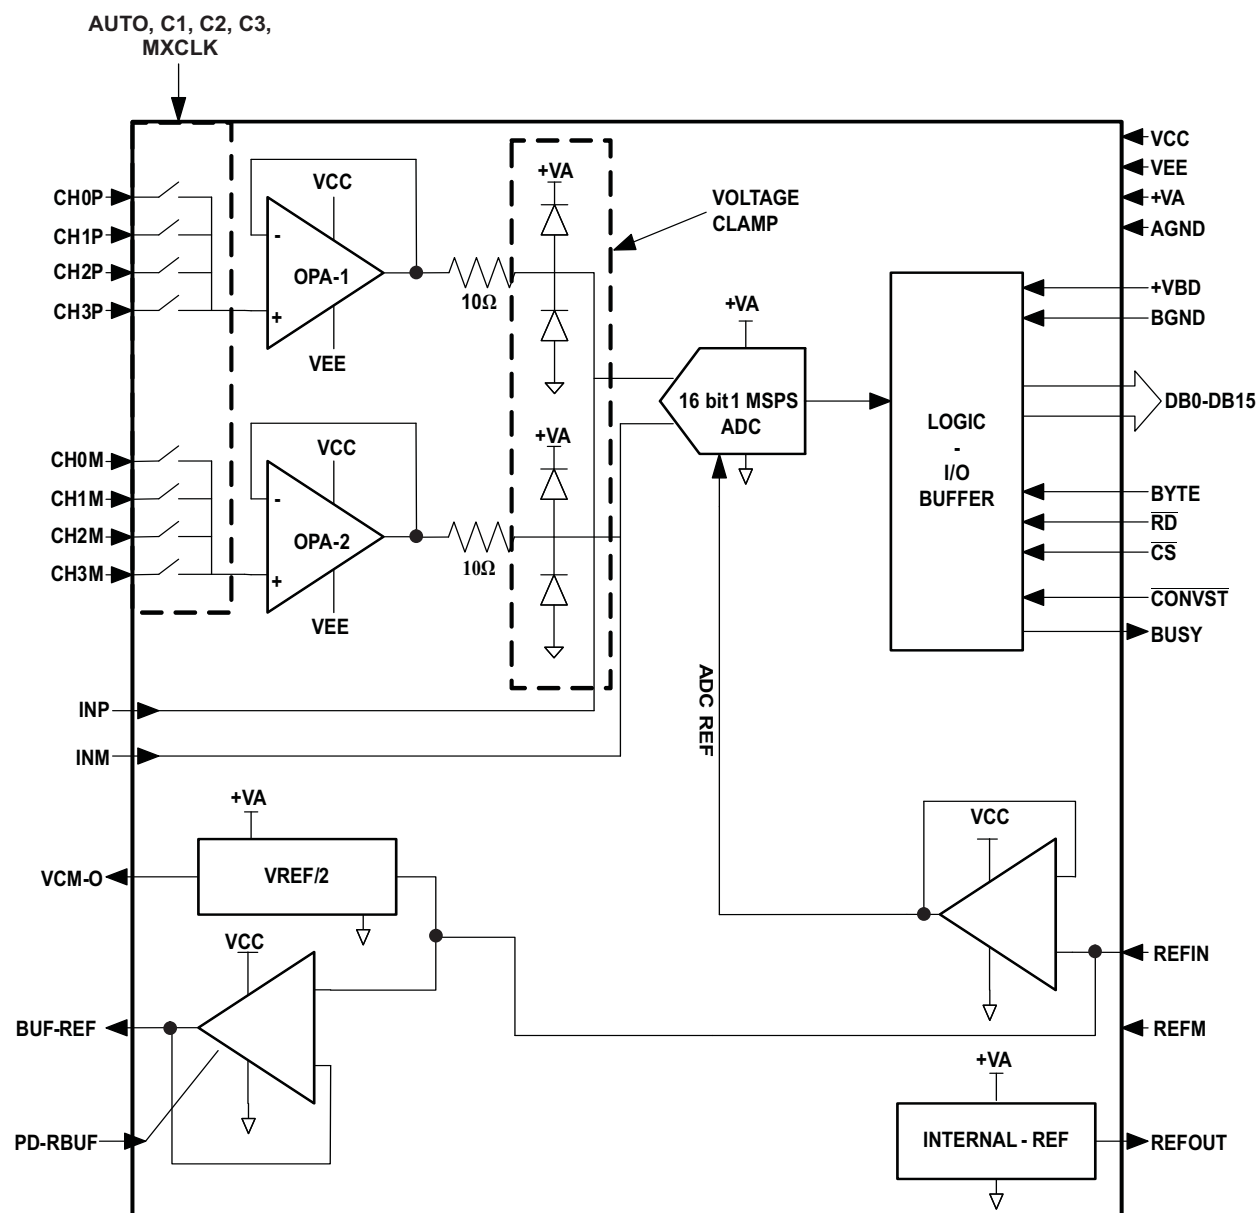 AUTO, C1, C2, C3,
MXCLK
CH0P
CH1P
CH2P
CH3P
VCC
-
OPA-1
+
VEE
10Ω
+VA
VOLTAGE
CLAMP
VCC
VEE
+VA
AGND
+VBD
BGND
DB0-DB15
BYTE
RD
CS
CONVST
BUSY
LOGIC
-
I/O
BUFFER
+VA
16 bit1 MSPS
ADC
CH0M
CH1M
CH2M
CH3M
VCC
-
OPA-2
+
VEE
10Ω
+VA
INP
INM
ADC REF
+VA
VREF/2
VCM-O
VCC
BUF-REF
PD-RBUF
VCC
REFIN
REFM
+VA
INTERNAL - REF
REFOUT